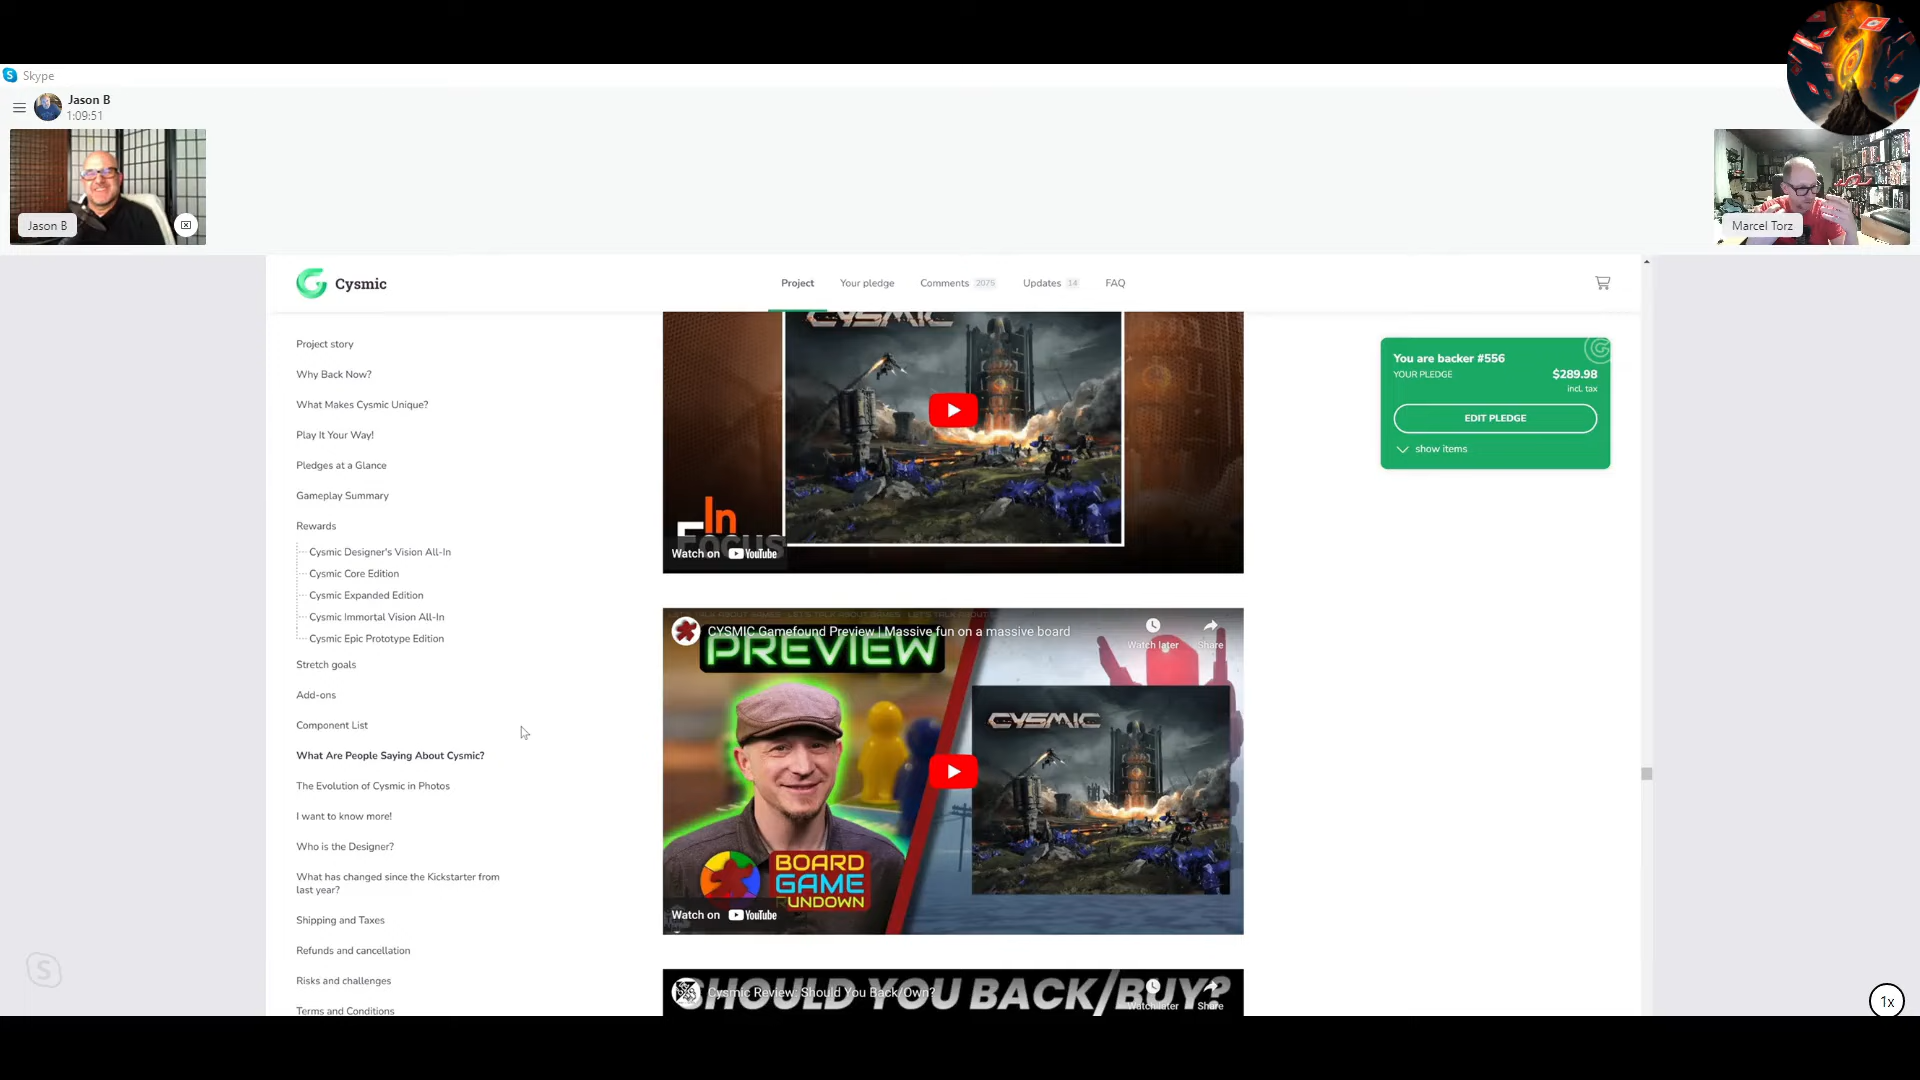 Skype
Jason B
1:09:51
Jason B
Marcel Torz
Cysmic
Project
Your pledge
Comments 2075
Updates 14
FAQ
Project story
Why Back Now?
What Makes Cysmic Unique?
Play It Your Way!
Pledges at a Glance
Gameplay Summary
Rewards
Cysmic Designer's Vision All-In
Cysmic Core Edition
Cysmic Expanded Edition
Cysmic Immortal Vision All-In
Cysmic Epic Prototype Edition
Stretch goals
Add-ons
Component List
What Are People Saying About Cysmic?
The Evolution of Cysmic in Photos
I want to know more!
Who is the Designer?
What has changed since the Kickstarter from
last year?
Shipping and Taxes
Refunds and cancellation
Risks and challenges
Terms and Conditions
CYSMIC
In
Focus
Watch on YouTube
CYSMIC Gamefound Preview | Massive fun on a massive board
Watch later
Share
PREVIEW
CYSMIC
BOARD
GAME
RUNDOWN
Watch on YouTube
SHOULD YOU BACK/BUY?
Cysmic Review: Should You Back/Own?
Watch later
Share
You are backer #556
YOUR PLEDGE
$289.98
incl. tax
EDIT PLEDGE
show items
1x